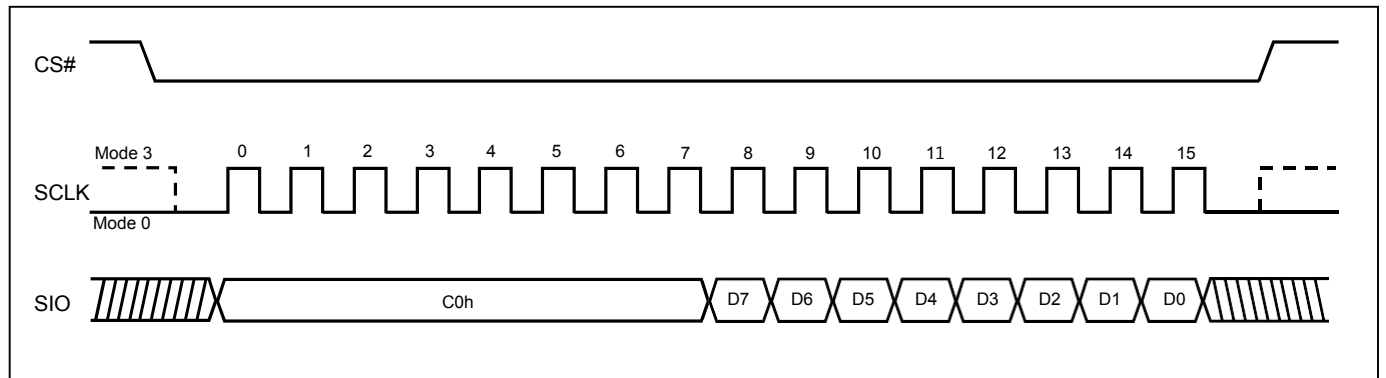 CS#
Mode 3
0 1 2 3 4 5 6 7 8 9 10 11 12 13 14 15
SCLK
Mode 0
SIO
C0h D7 D6 D5 D4 D3 D2 D1 D0